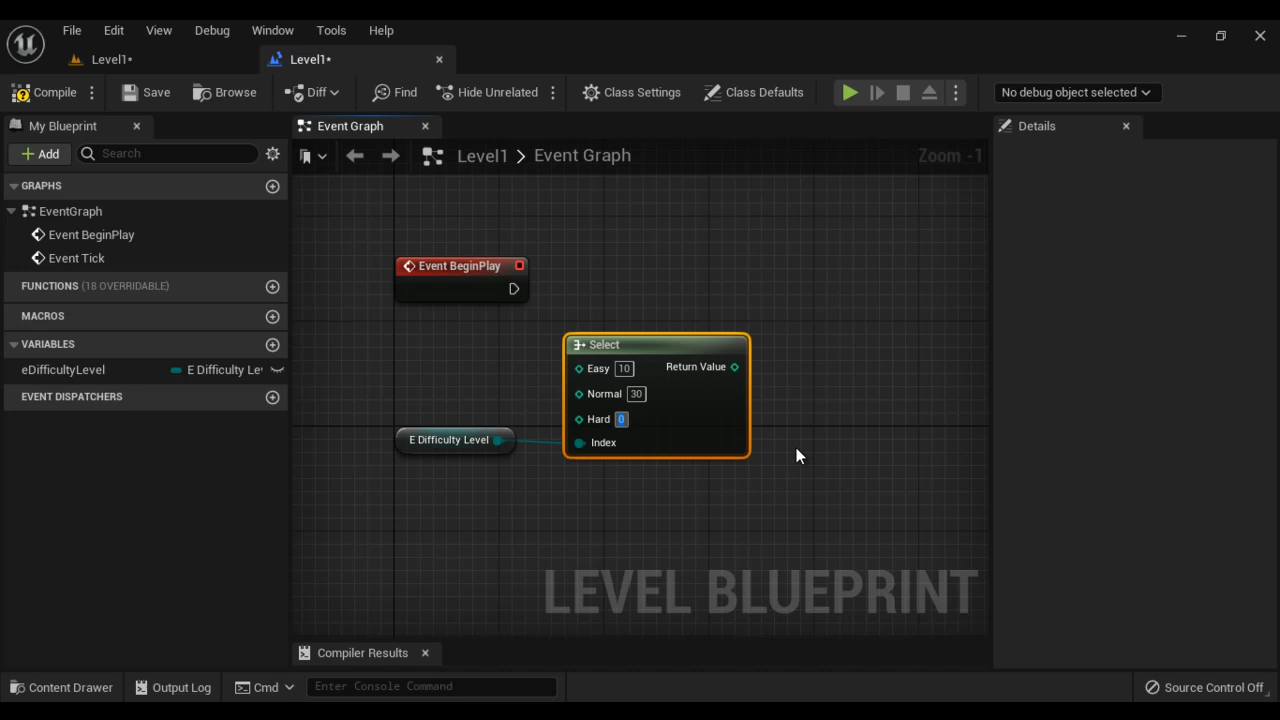 File Edit View Debug Window Tools Help
Level1* Level1*
Compile Save Browse Diff Find Hide Unrelated Class Settings Class Defaults No debug object selected
My Blueprint Event Graph Details
Add Search Level1 > Event Graph Zoom -1
GRAPHS
EventGraph
Event BeginPlay
Event Tick
FUNCTIONS (18 OVERRIDABLE)
MACROS
VARIABLES
eDifficultyLevel E Difficulty Le
EVENT DISPATCHERS
Event BeginPlay
Select
Easy 10 Return Value
Normal 30
Hard 0
E Difficulty Level Index
LEVEL BLUEPRINT
Compiler Results
Content Drawer Output Log Cmd Enter Console Command Source Control Off